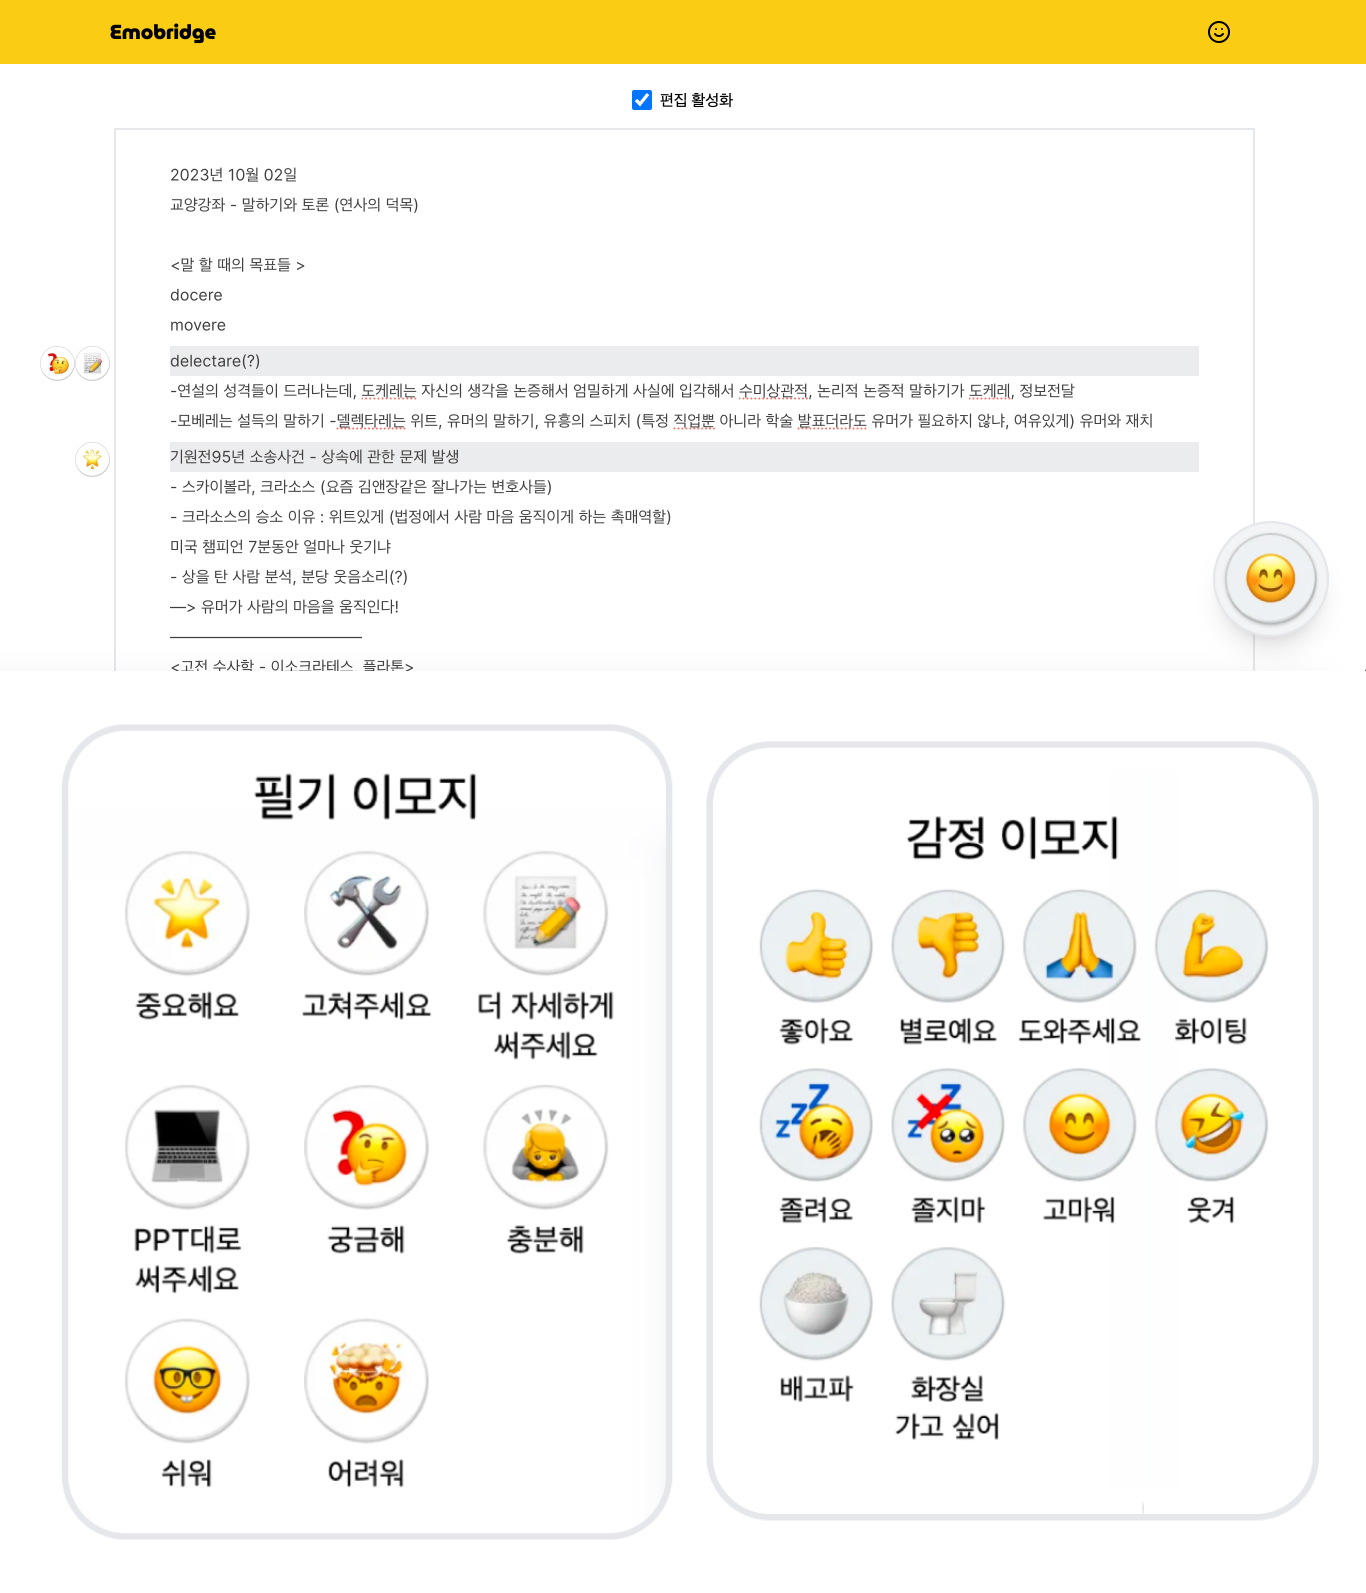 Emobridge
편집 활성화
2023년 10월 02일
교양강좌 - 말하기와 토론 (연사의 덕목)
<말 할 때의 목표들 >
docere
movere
delectare(?)
-연설의 성격들이 드러나는데, 도케레는 자신의 생각을 논증해서 엄밀하게 사실에 입각해서 수미상관적, 논리적 논증적 말하기가 도케레, 정보전달
-모베레는 설득의 말하기 -델렉타레는 위트, 유머의 말하기, 유흥의 스피치 (특정 직업뿐 아니라 학술 발표더라도 유머가 필요하지 않냐, 여유있게) 유머와 재치
기원전95년 소송사건 - 상속에 관한 문제 발생
- 스카이볼라, 크라소스 (요즘 김앤장같은 잘나가는 변호사들)
- 크라소스의 승소 이유 : 위트있게 (법정에서 사람 마음 움직이게 하는 촉매역할)
미국 챔피언 7분동안 얼마나 웃기냐
- 상을 탄 사람 분석, 분당 웃음소리(?)
—> 유머가 사람의 마음을 움직인다!
<고전 수사학 - 이소크라테스, 플라톤>
필기 이모지
중요해요
고쳐주세요
더 자세하게
써주세요
PPT대로
써주세요
궁금해
충분해
쉬워
어려워
감정 이모지
좋아요
별로예요
도와주세요
화이팅
졸려요
졸지마
고마워
웃겨
배고파
화장실
가고 싶어